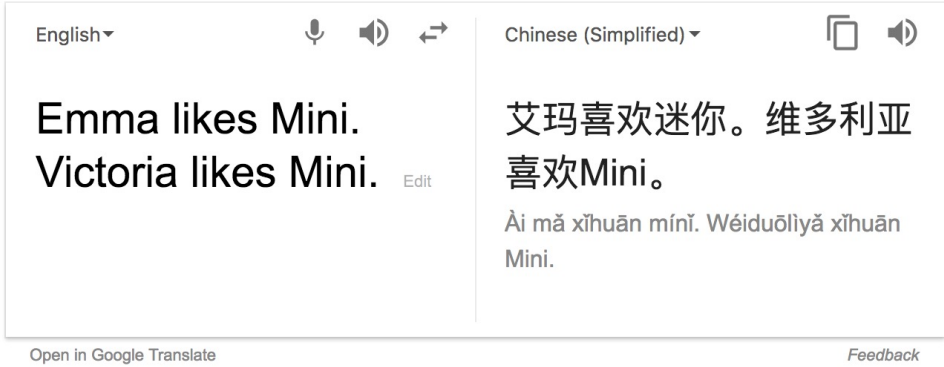 English
Chinese (Simplified)
Emma likes Mini.
Victoria likes Mini.
Edit
艾玛喜欢迷你。维多利亚
喜欢Mini。
Ài mǎ xǐhuān mínǐ. Wéiduōlìyǎ xǐhuān
Mini.
Open in Google Translate
Feedback